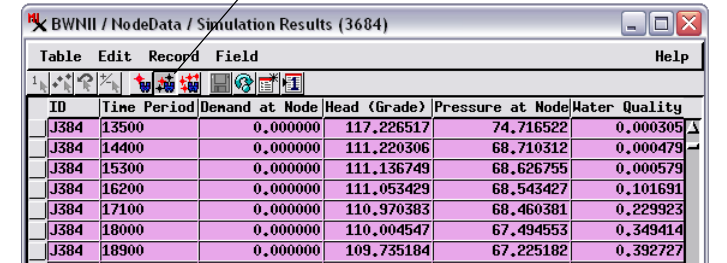 BWNII / NodeData / Simulation Results (3684)
Table Edit Record Field Help
ID Time Period Demand at Node Head (Grade) Pressure at Node Water Quality
J384 13500 0.000000 117.226517 74.716522 0.000305
J384 14400 0.000000 111.220306 68.710312 0.000479
J384 15300 0.000000 111.136749 68.626755 0.000579
J384 16200 0.000000 111.053429 68.543427 0.101691
J384 17100 0.000000 110.970383 68.460381 0.229923
J384 18000 0.000000 110.004547 67.494553 0.349414
J384 18900 0.000000 109.735184 67.225182 0.392727